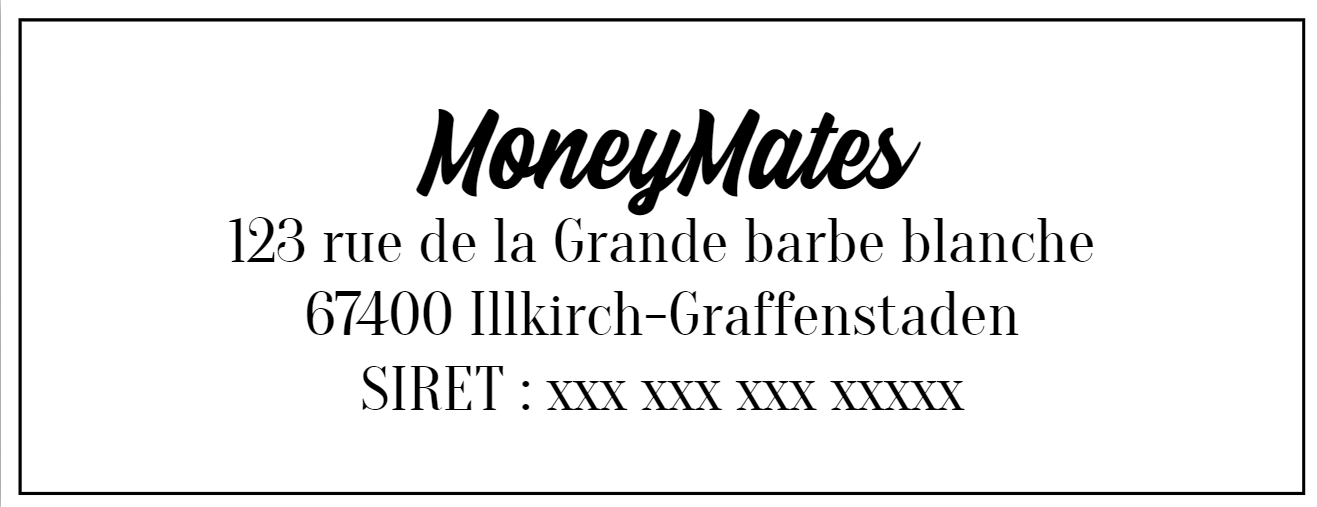 MoneyMates
123 rue de la Grande barbe blanche
67400 Illkirch-Graffenstaden
SIRET : xxx xxx xxx xxxxx